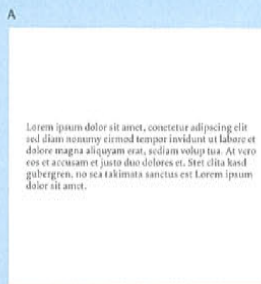 A
Lorem ipsum dolor sit amet, conctetur adipscing elit
sed diam nonumy eirmod tempor invidunt ut labore et
dolore magna aliquyam erat, sediam volup tua. At vero
eos et accusam et justo duo dolores et. Stet clita kasd
gubergren, no sea takimata sanctus est Lorem ipsum
dolor sit amet.